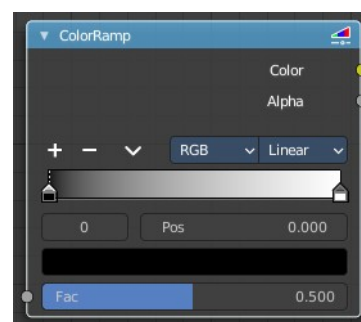 ColorRamp
Color
Alpha
RGB Linear
0 Pos 0.000
Fac 0.500